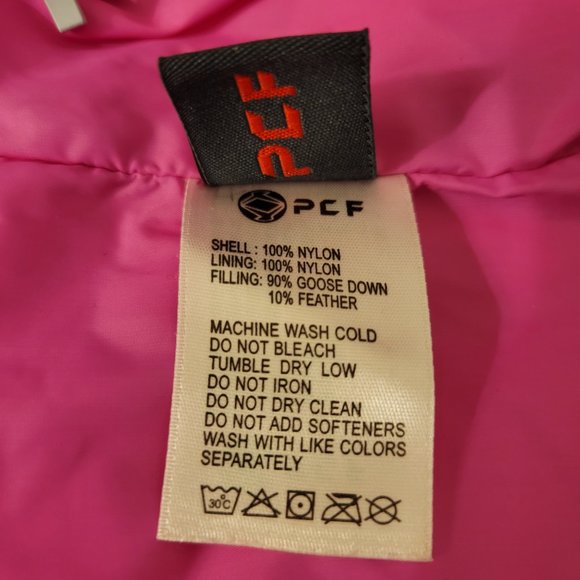 PCF
PCF
SHELL : 100% NYLON
LINING: 100% NYLON
FILLING: 90% GOOSE DOWN
10% FEATHER
MACHINE WASH COLD
DO NOT BLEACH
TUMBLE DRY LOW
DO NOT IRON
DO NOT DRY CLEAN
DO NOT ADD SOFTENERS
WASH WITH LIKE COLORS
SEPARATELY
30°C